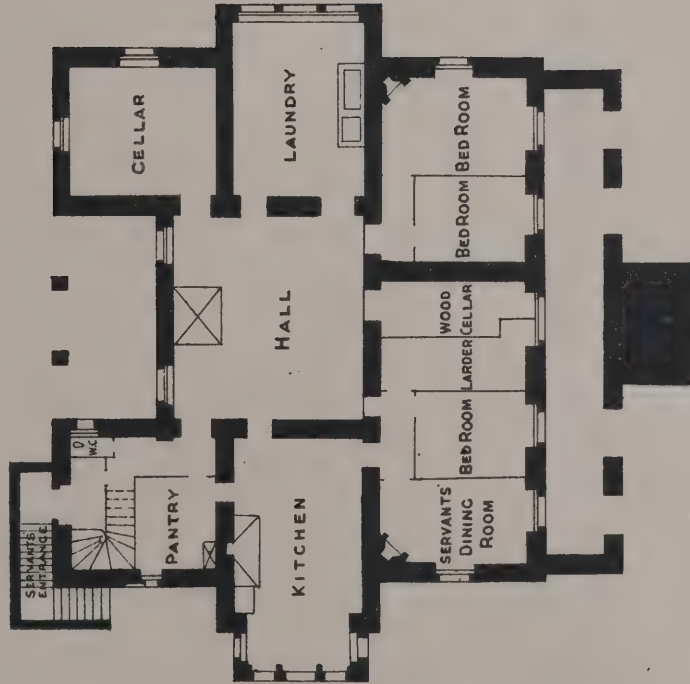 CELLAR
LAUNDRY
BED ROOM
BED ROOM
HALL
WOOD
CELLAR
LARDER
BED ROOM
SERVANTS'
DINING
ROOM
KITCHEN
PANTRY
W.C
SERVANTS'
ENTRANCE